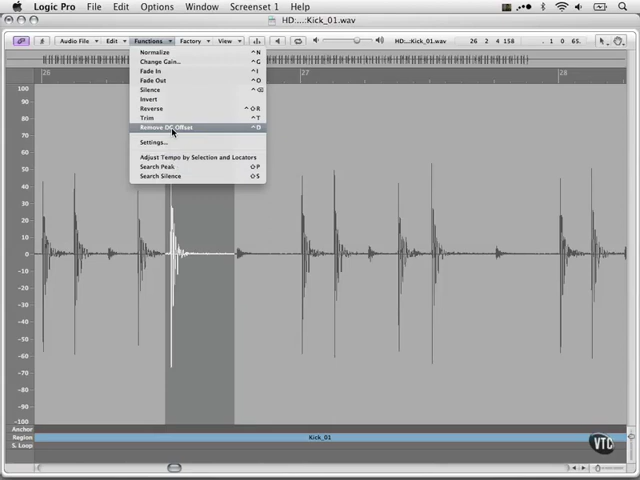 Logic Pro File Edit Options Window Screenset 1 Help
HD:...:Kick_01.wav
Audio File Edit Functions Factory View HD:...:Kick_01.wav 26 2 4 158 . 1 0 65.
Normalize ^N
Change Gain... ^G
Fade In ^I
Fade Out ^O
Silence ^⌫
Invert
Reverse ^⇧R
Trim ^T
Remove DC Offset ^D
Settings...
Adjust Tempo by Selection and Locators
Search Peak ⇧P
Search Silence ⇧S
26 27 28
100
90
80
70
60
50
40
30
20
10
0
-10
-20
-30
-40
-50
-60
-70
-80
-90
-100
Anchor
Region Kick_01
S. Loop
VTC